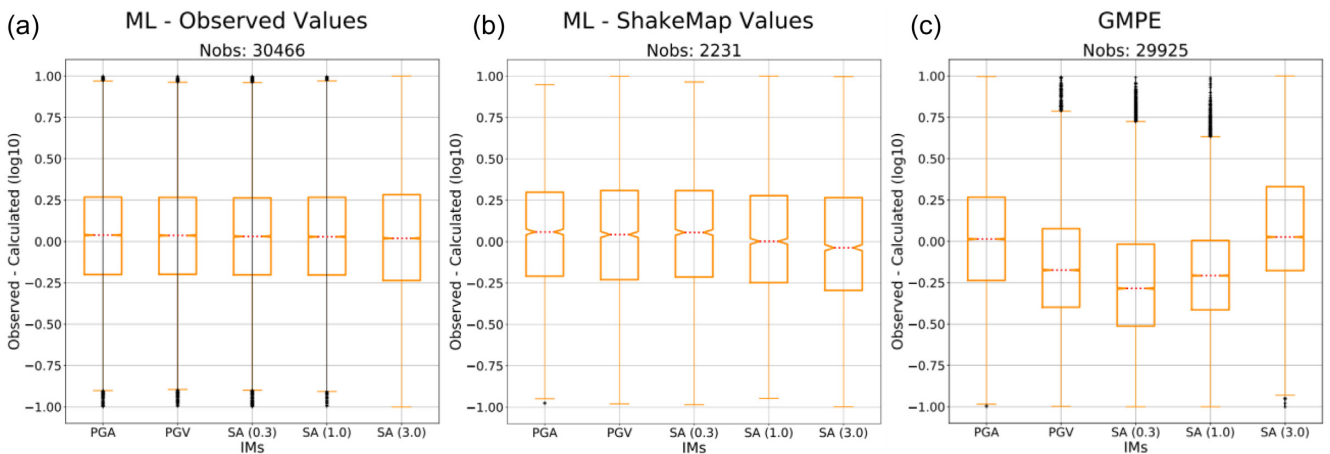 (a)
ML - Observed Values
Nobs: 30466
Observed - Calculated (log10)
1.00
0.75
0.50
0.25
0.00
−0.25
−0.50
−0.75
−1.00
PGA PGV SA (0.3) SA (1.0) SA (3.0)
IMs
(b)
ML - ShakeMap Values
Nobs: 2231
Observed - Calculated (log10)
1.00
0.75
0.50
0.25
0.00
−0.25
−0.50
−0.75
−1.00
PGA PGV SA (0.3) SA (1.0) SA (3.0)
IMs
(c)
GMPE
Nobs: 29925
Observed - Calculated (log10)
1.00
0.75
0.50
0.25
0.00
−0.25
−0.50
−0.75
−1.00
PGA PGV SA (0.3) SA (1.0) SA (3.0)
IMs